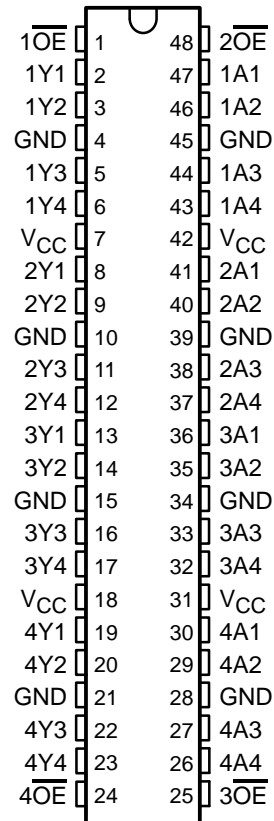 1O̅E̅ 1 48 2O̅E̅
1Y1 2 47 1A1
1Y2 3 46 1A2
GND 4 45 GND
1Y3 5 44 1A3
1Y4 6 43 1A4
VCC 7 42 VCC
2Y1 8 41 2A1
2Y2 9 40 2A2
GND 10 39 GND
2Y3 11 38 2A3
2Y4 12 37 2A4
3Y1 13 36 3A1
3Y2 14 35 3A2
GND 15 34 GND
3Y3 16 33 3A3
3Y4 17 32 3A4
VCC 18 31 VCC
4Y1 19 30 4A1
4Y2 20 29 4A2
GND 21 28 GND
4Y3 22 27 4A3
4Y4 23 26 4A4
4O̅E̅ 24 25 3O̅E̅